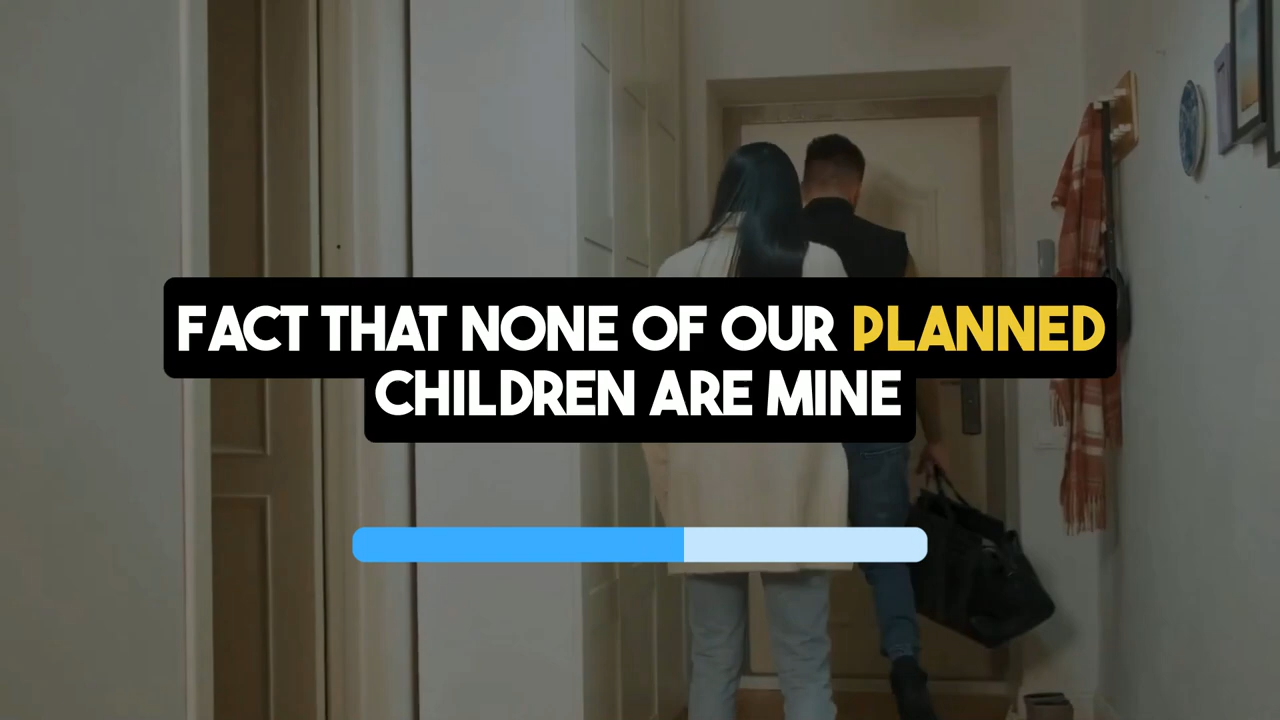 FACT THAT NONE OF OUR PLANNED
CHILDREN ARE MINE